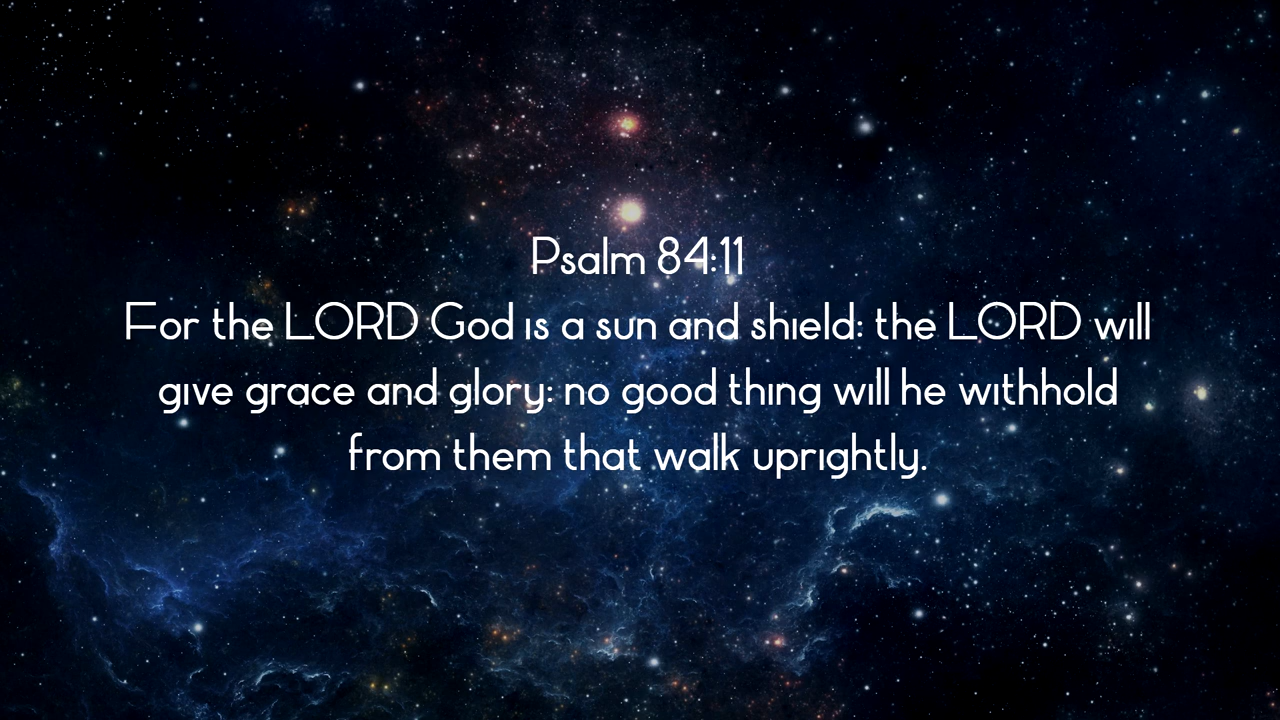 Psalm 84:11
For the LORD God is a sun and shield: the LORD will
give grace and glory: no good thing will he withhold
from them that walk uprightly.